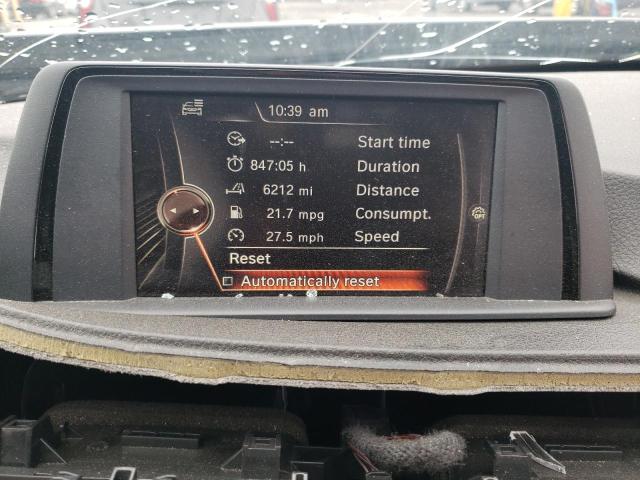 10:39 am
--:-- Start time
847:05 h Duration
6212 mi Distance
21.7 mpg Consumpt.
27.5 mph Speed
Reset
Automatically reset